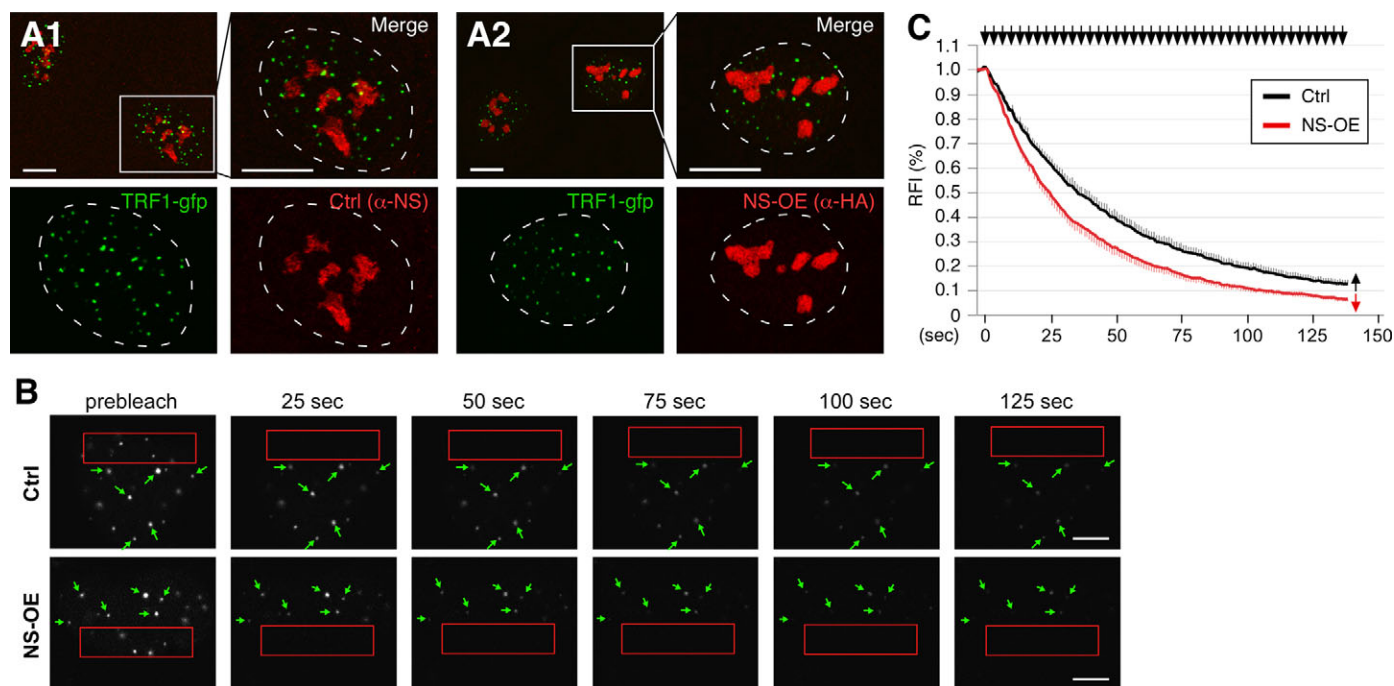 A1
Merge
TRF1-gfp
Ctrl (α-NS)
A2
Merge
TRF1-gfp
NS-OE (α-HA)
C
1.1
1.0
0.9
0.8
0.7
0.6
0.5
0.4
0.3
0.2
0.1
0
RFI (%)
Ctrl
NS-OE
(sec) 0 25 50 75 100 125 150
B
prebleach 25 sec 50 sec 75 sec 100 sec 125 sec
Ctrl
NS-OE